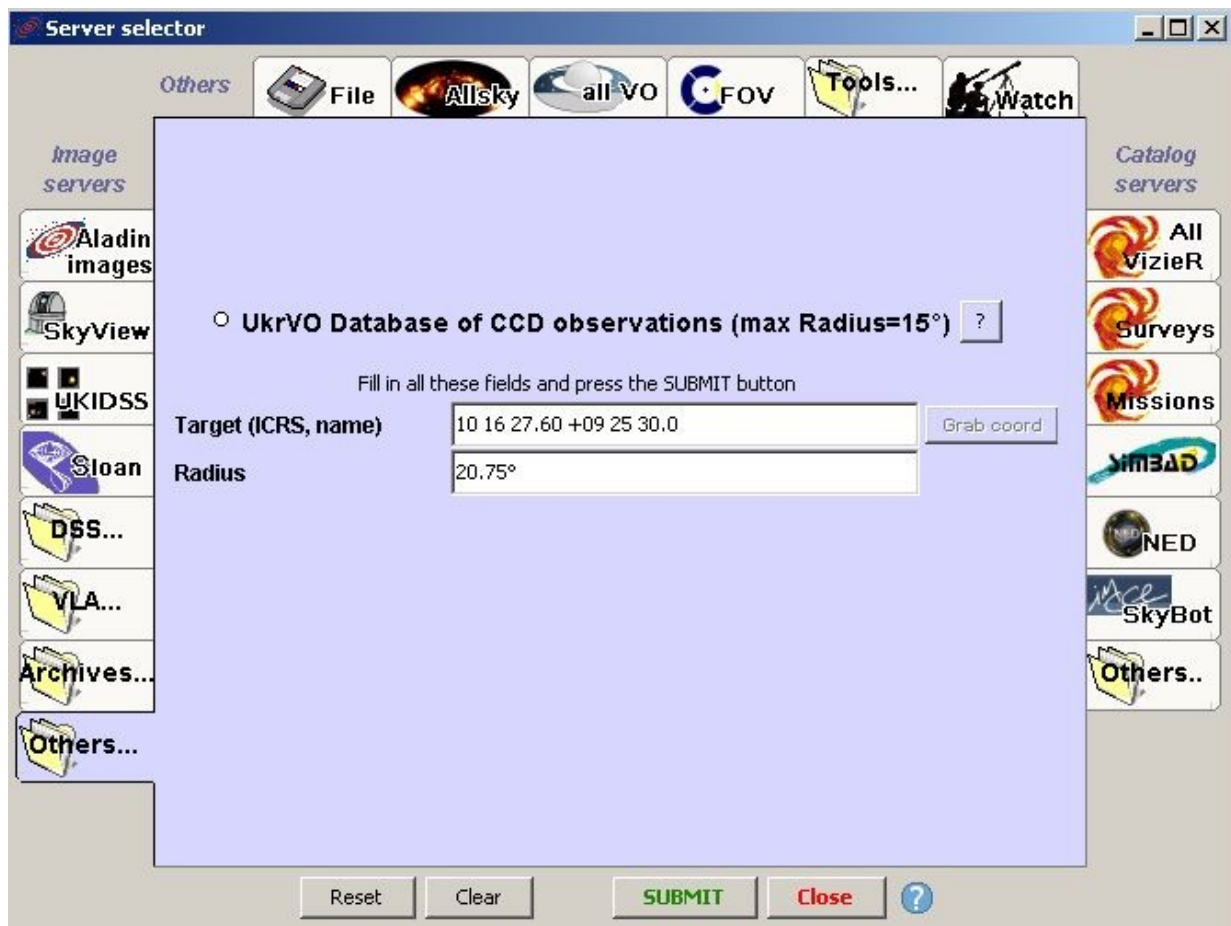 Server selector
Others
File
Allsky
all VO
FOV
Tools...
Watch
Image
servers
Catalog
servers
Aladin
images
SkyView
UKIDSS
Sloan
DSS...
VLA...
Archives...
Others...
UkrVO Database of CCD observations (max Radius=15°) ?
Fill in all these fields and press the SUBMIT button
Target (ICRS, name) 10 16 27.60 +09 25 30.0 Grab coord
Radius 20.75°
All
VizieR
Surveys
Missions
SiMBAD
NED
imcce
SkyBot
Others..
Reset Clear SUBMIT Close ?